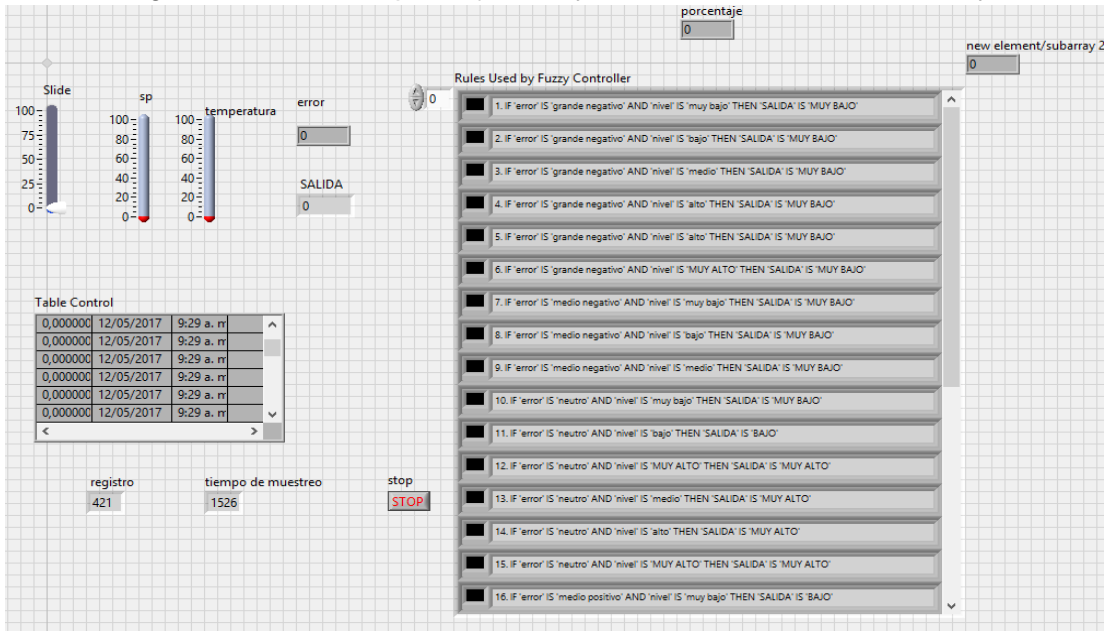 porcentaje
0
new element/subarray 2
0
Slide
100
75
50
25
0
sp
100
80
60
40
20
0
temperatura
100
80
60
40
20
0
error
0
SALIDA
0
Rules Used by Fuzzy Controller
0
1. IF 'error' IS 'grande negativo' AND 'nivel' IS 'muy bajo' THEN 'SALIDA' IS 'MUY BAJO'
2. IF 'error' IS 'grande negativo' AND 'nivel' IS 'bajo' THEN 'SALIDA' IS 'MUY BAJO'
3. IF 'error' IS 'grande negativo' AND 'nivel' IS 'medio' THEN 'SALIDA' IS 'MUY BAJO'
4. IF 'error' IS 'grande negativo' AND 'nivel' IS 'alto' THEN 'SALIDA' IS 'MUY BAJO'
5. IF 'error' IS 'grande negativo' AND 'nivel' IS 'alto' THEN 'SALIDA' IS 'MUY BAJO'
6. IF 'error' IS 'grande negativo' AND 'nivel' IS 'MUY ALTO' THEN 'SALIDA' IS 'MUY BAJO'
7. IF 'error' IS 'medio negativo' AND 'nivel' IS 'muy bajo' THEN 'SALIDA' IS 'MUY BAJO'
8. IF 'error' IS 'medio negativo' AND 'nivel' IS 'bajo' THEN 'SALIDA' IS 'MUY BAJO'
9. IF 'error' IS 'medio negativo' AND 'nivel' IS 'medio' THEN 'SALIDA' IS 'MUY BAJO'
10. IF 'error' IS 'neutro' AND 'nivel' IS 'muy bajo' THEN 'SALIDA' IS 'MUY BAJO'
11. IF 'error' IS 'neutro' AND 'nivel' IS 'bajo' THEN 'SALIDA' IS 'BAJO'
12. IF 'error' IS 'neutro' AND 'nivel' IS 'MUY ALTO' THEN 'SALIDA' IS 'MUY ALTO'
13. IF 'error' IS 'neutro' AND 'nivel' IS 'medio' THEN 'SALIDA' IS 'MUY ALTO'
14. IF 'error' IS 'neutro' AND 'nivel' IS 'alto' THEN 'SALIDA' IS 'MUY ALTO'
15. IF 'error' IS 'neutro' AND 'nivel' IS 'MUY ALTO' THEN 'SALIDA' IS 'MUY ALTO'
16. IF 'error' IS 'medio positivo' AND 'nivel' IS 'muy bajo' THEN 'SALIDA' IS 'BAJO'
Table Control
0,000000 12/05/2017 9:29 a. m
0,000000 12/05/2017 9:29 a. m
0,000000 12/05/2017 9:29 a. m
0,000000 12/05/2017 9:29 a. m
0,000000 12/05/2017 9:29 a. m
0,000000 12/05/2017 9:29 a. m
registro
421
tiempo de muestreo
1526
stop
STOP